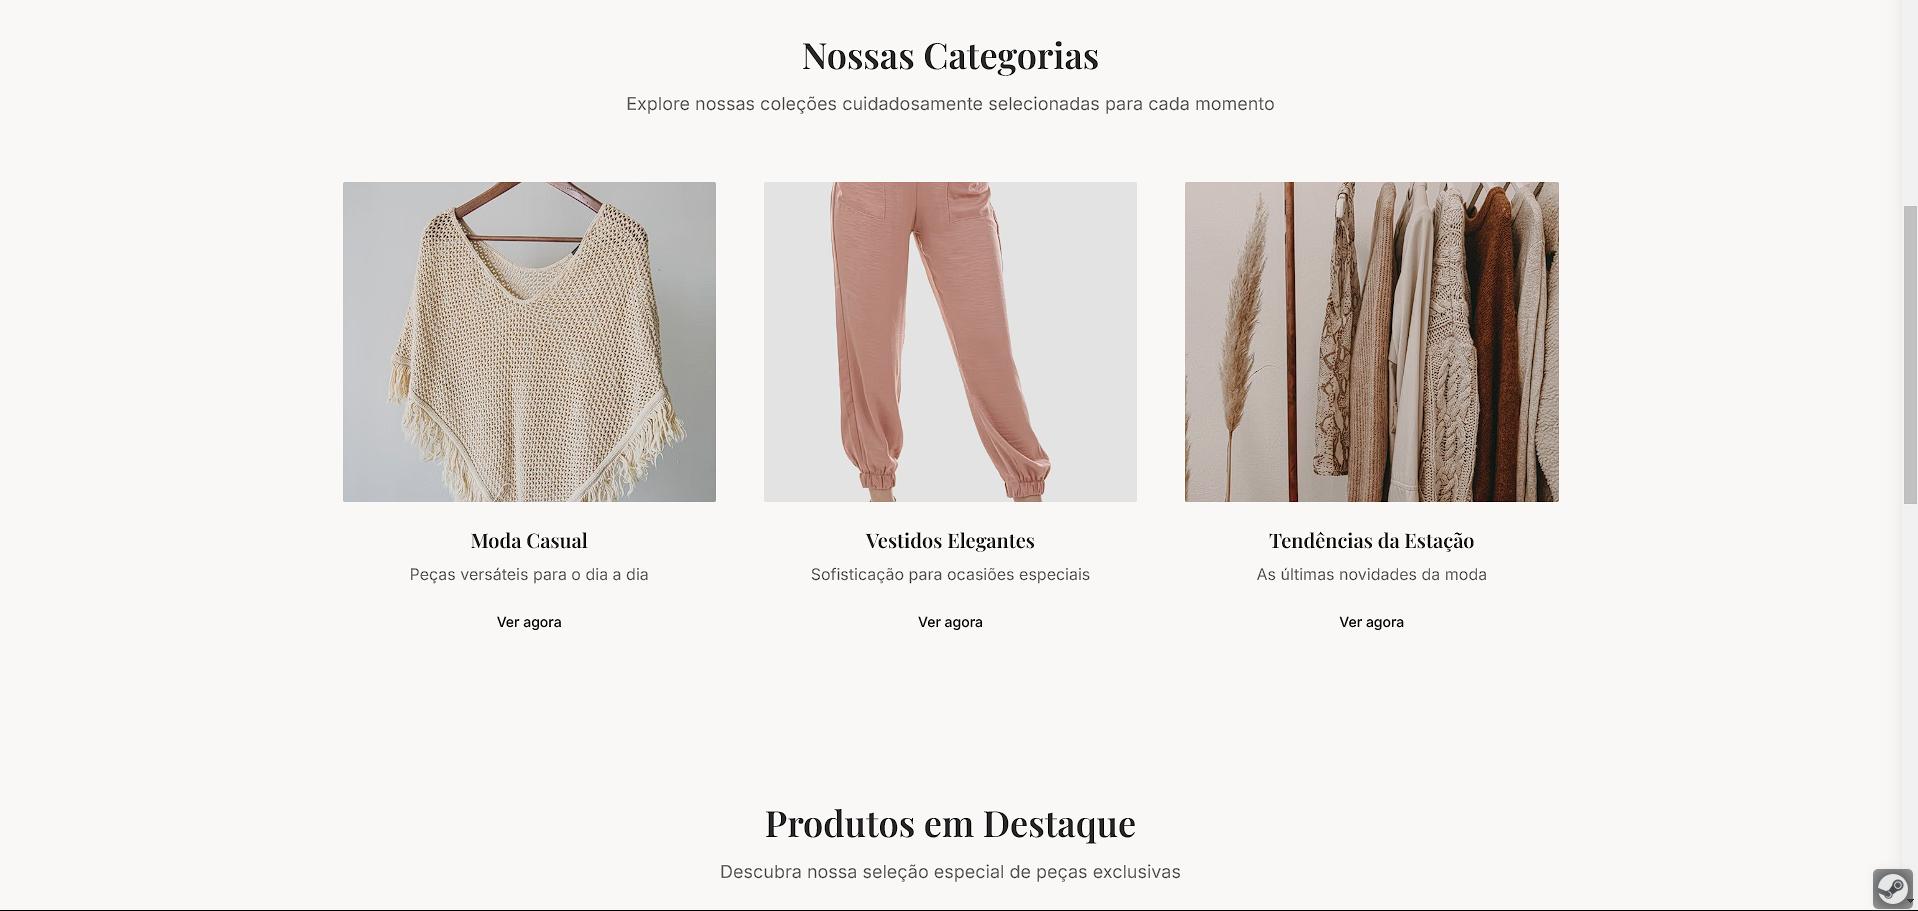 Nossas Categorias
Explore nossas coleções cuidadosamente selecionadas para cada momento
Moda Casual
Peças versáteis para o dia a dia
Ver agora
Vestidos Elegantes
Sofisticação para ocasiões especiais
Ver agora
Tendências da Estação
As últimas novidades da moda
Ver agora
Produtos em Destaque
Descubra nossa seleção especial de peças exclusivas